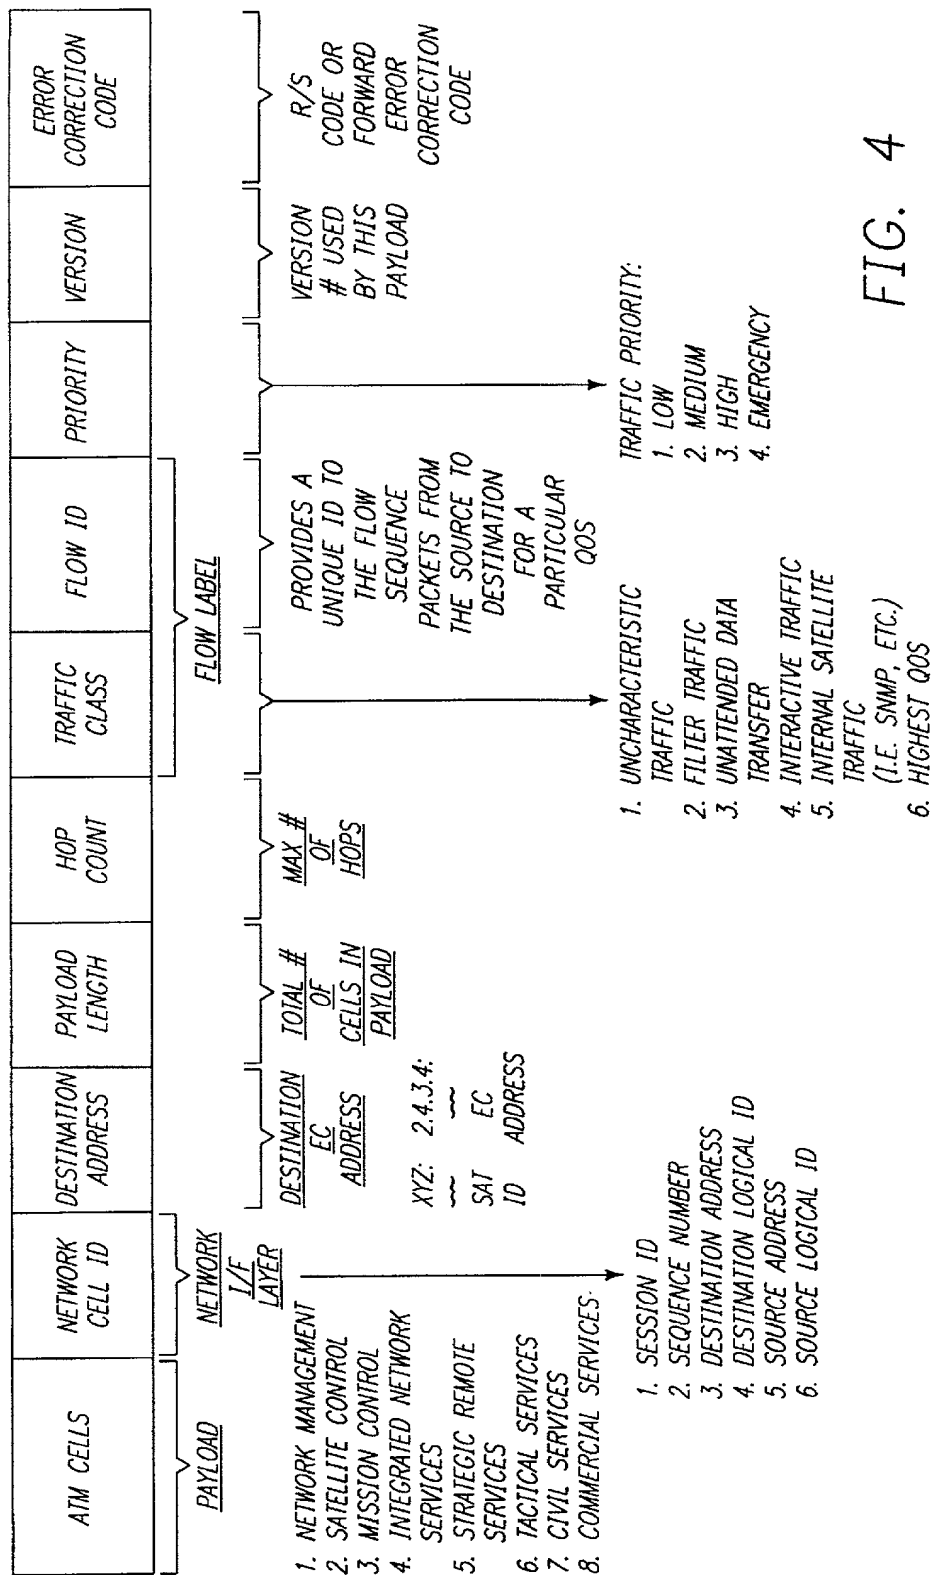 ATM CELLS
NETWORK
CELL ID
DESTINATION
ADDRESS
PAYLOAD
LENGTH
HOP
COUNT
TRAFFIC
CLASS
FLOW ID
PRIORITY
VERSION
ERROR
CORRECTION
CODE
PAYLOAD
1. NETWORK MANAGEMENT
2. SATELLITE CONTROL
3. MISSION CONTROL
4. INTEGRATED NETWORK
SERVICES
5. STRATEGIC REMOTE
SERVICES
6. TACTICAL SERVICES
7. CIVIL SERVICES
8. COMMERCIAL SERVICES.
NETWORK
I/F
LAYER
1. SESSION ID
2. SEQUENCE NUMBER
3. DESTINATION ADDRESS
4. DESTINATION LOGICAL ID
5. SOURCE ADDRESS
6. SOURCE LOGICAL ID
DESTINATION
EC
ADDRESS
XYZ: 2.4.3.4:
SAT EC
ID ADDRESS
TOTAL #
OF
CELLS IN
PAYLOAD
MAX #
OF
HOPS
FLOW LABEL
1. UNCHARACTERISTIC
TRAFFIC
2. FILTER TRAFFIC
3. UNATTENDED DATA
TRANSFER
4. INTERACTIVE TRAFFIC
5. INTERNAL SATELLITE
TRAFFIC
(I.E. SNMP, ETC.)
6. HIGHEST QOS
PROVIDES A
UNIQUE ID TO
THE FLOW
SEQUENCE
PACKETS FROM
THE SOURCE TO
DESTINATION
FOR A
PARTICULAR
QOS
TRAFFIC PRIORITY:
1. LOW
2. MEDIUM
3. HIGH
4. EMERGENCY
VERSION
# USED
BY THIS
PAYLOAD
R/S
CODE OR
FORWARD
ERROR
CORRECTION
CODE
FIG. 4